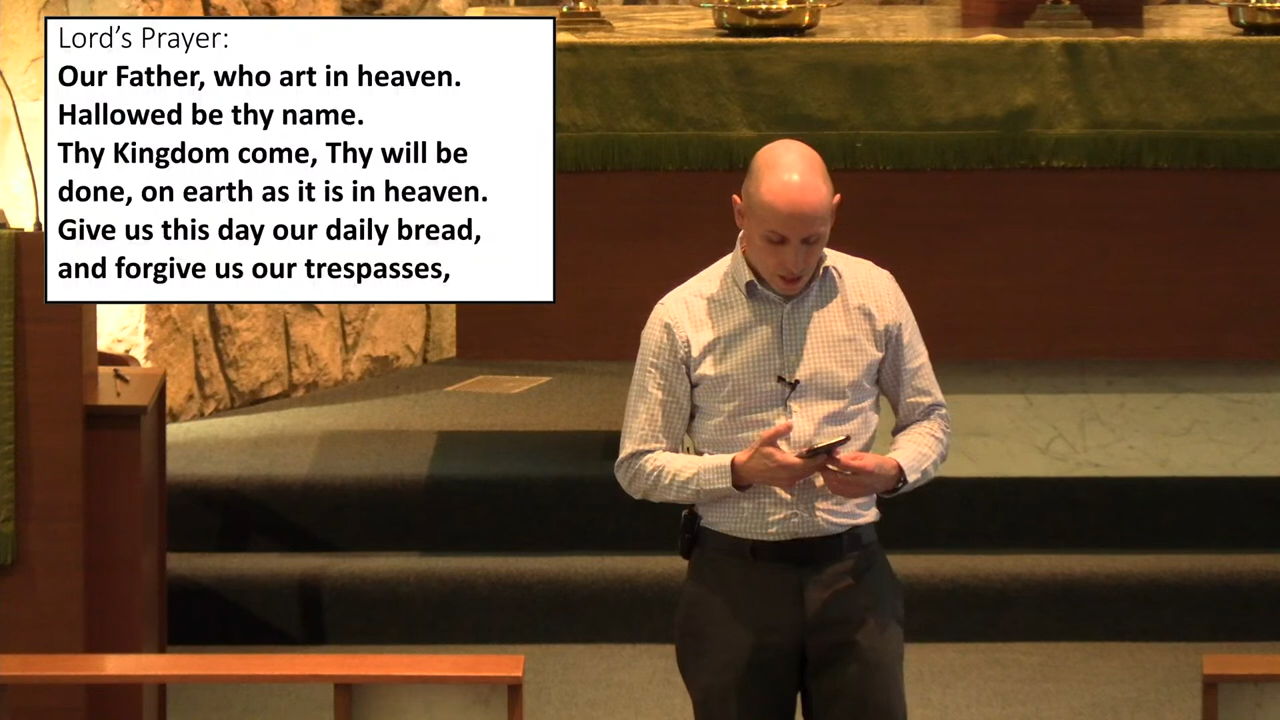 Lord's Prayer:
Our Father, who art in heaven.
Hallowed be thy name.
Thy Kingdom come, Thy will be
done, on earth as it is in heaven.
Give us this day our daily bread,
and forgive us our trespasses,